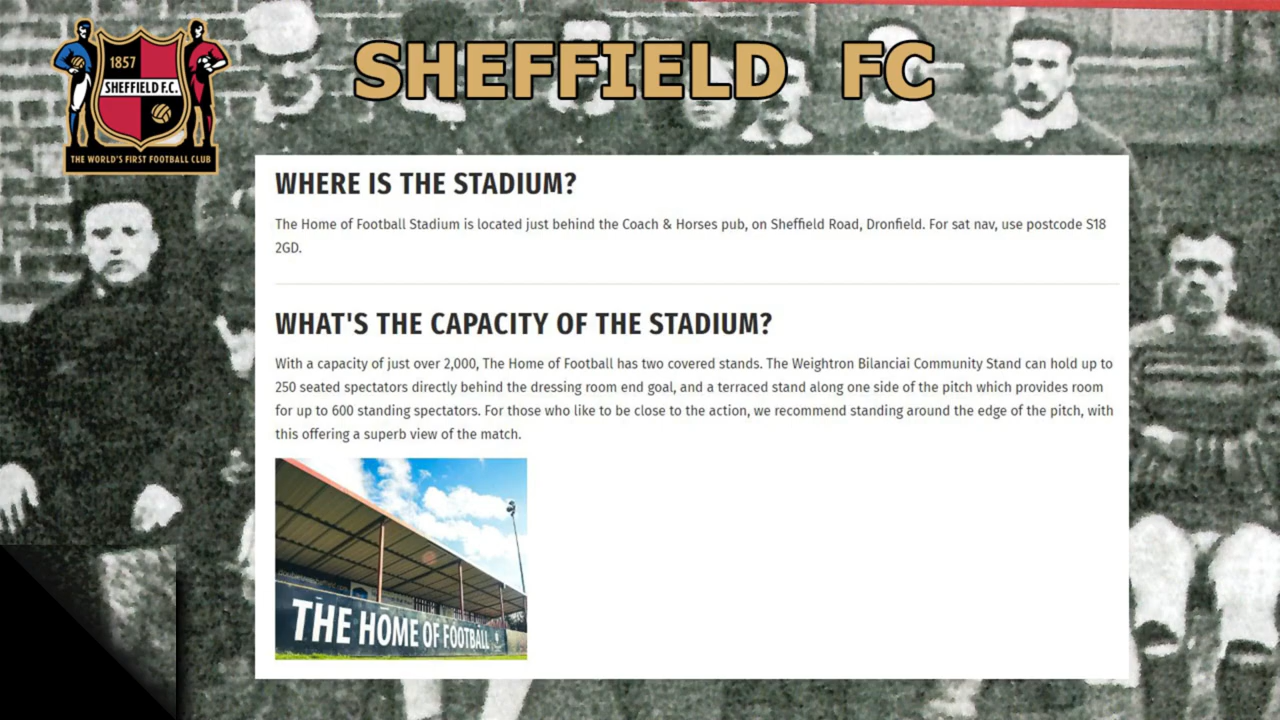 1857
SHEFFIELD F.C.
THE WORLD'S FIRST FOOTBALL CLUB
SHEFFIELD FC
WHERE IS THE STADIUM?
The Home of Football Stadium is located just behind the Coach & Horses pub, on Sheffield Road, Dronfield. For sat nav, use postcode S18
2GD.
WHAT'S THE CAPACITY OF THE STADIUM?
With a capacity of just over 2,000, The Home of Football has two covered stands. The Weightron Bilanciai Community Stand can hold up to
250 seated spectators directly behind the dressing room end goal, and a terraced stand along one side of the pitch which provides room
for up to 600 standing spectators. For those who like to be close to the action, we recommend standing around the edge of the pitch, with
this offering a superb view of the match.
THE HOME OF FOOTBALL